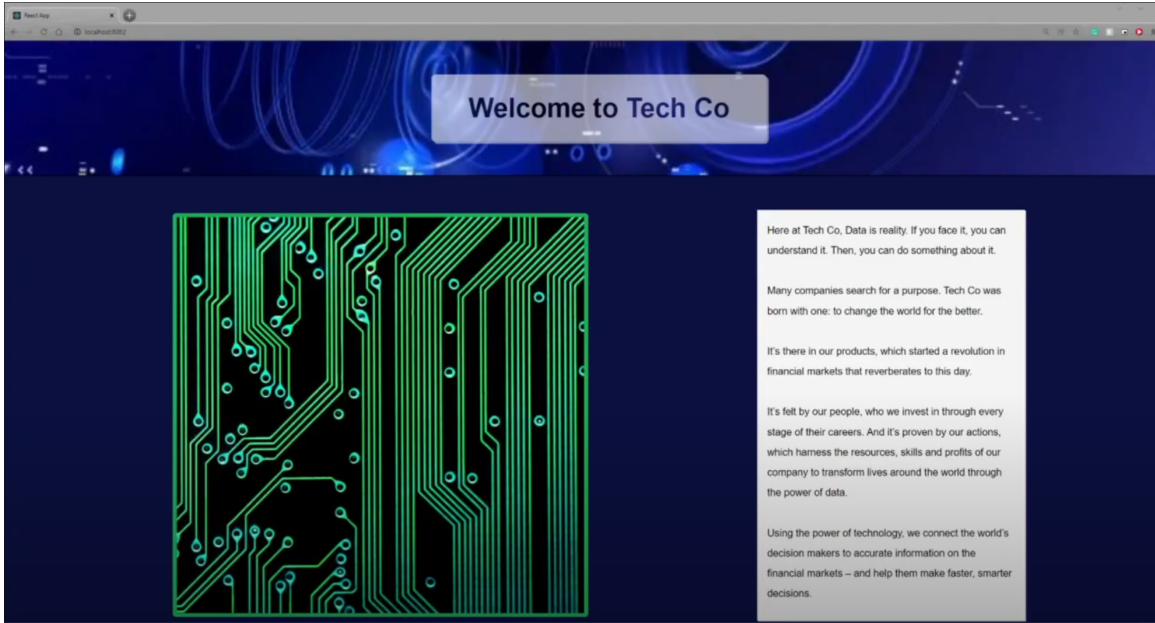 React App
localhost:8082
Welcome to Tech Co
Here at Tech Co, Data is reality. If you face it, you can
understand it. Then, you can do something about it.
Many companies search for a purpose. Tech Co was
born with one: to change the world for the better.
It's there in our products, which started a revolution in
financial markets that reverberates to this day.
It's felt by our people, who we invest in through every
stage of their careers. And it's proven by our actions,
which harness the resources, skills and profits of our
company to transform lives around the world through
the power of data.
Using the power of technology, we connect the world's
decision makers to accurate information on the
financial markets – and help them make faster, smarter
decisions.